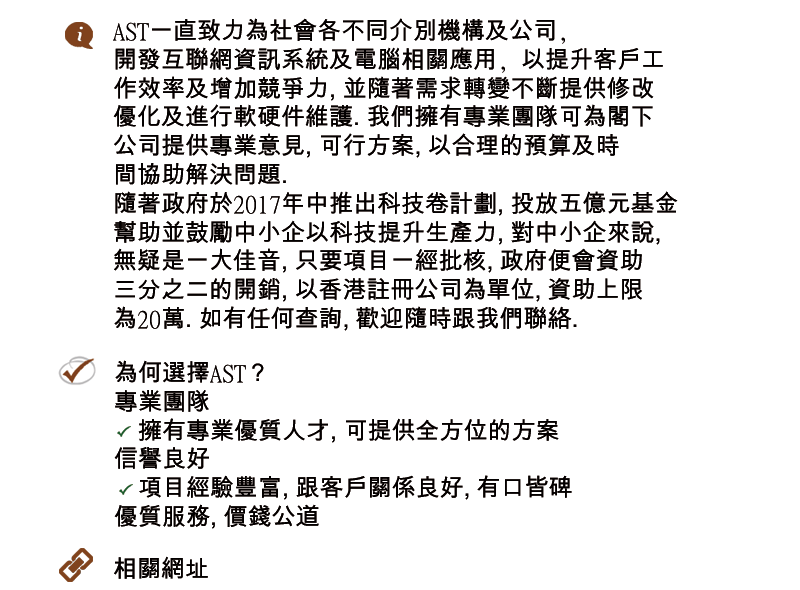 AST一直致力為社會各不同介別機構及公司,
開發互聯網資訊系統及電腦相關應用, 以提升客戶工
作效率及增加競爭力, 並隨著需求轉變不斷提供修改
優化及進行軟硬件維護. 我們擁有專業團隊可為閣下
公司提供專業意見, 可行方案, 以合理的預算及時
間協助解決問題.
隨著政府於2017年中推出科技卷計劃, 投放五億元基金
幫助並鼓勵中小企以科技提升生產力, 對中小企來說,
無疑是一大佳音, 只要項目一經批核, 政府便會資助
三分之二的開銷, 以香港註冊公司為單位, 資助上限
為20萬. 如有任何查詢, 歡迎隨時跟我們聯絡.
為何選擇AST？
專業團隊
✓ 擁有專業優質人才, 可提供全方位的方案
信譽良好
✓ 項目經驗豐富, 跟客戶關係良好, 有口皆碑
優質服務, 價錢公道
相關網址